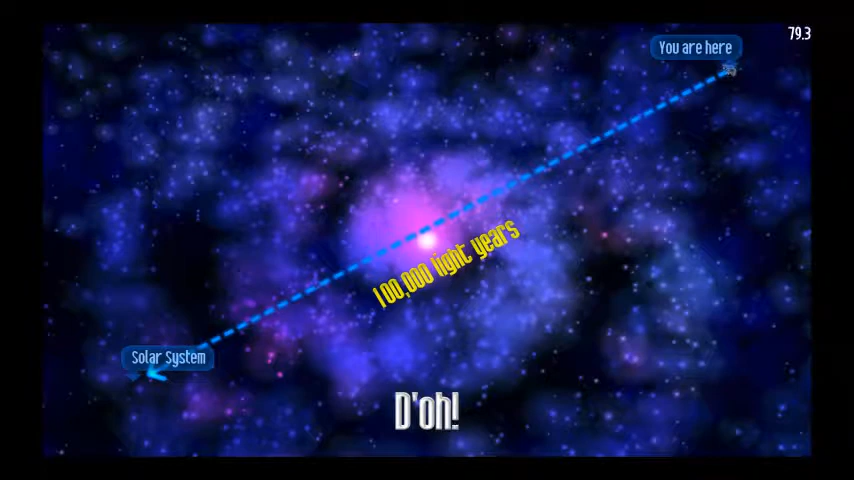 79.3
You are here
100,000 light years
Solar System
D'oh!